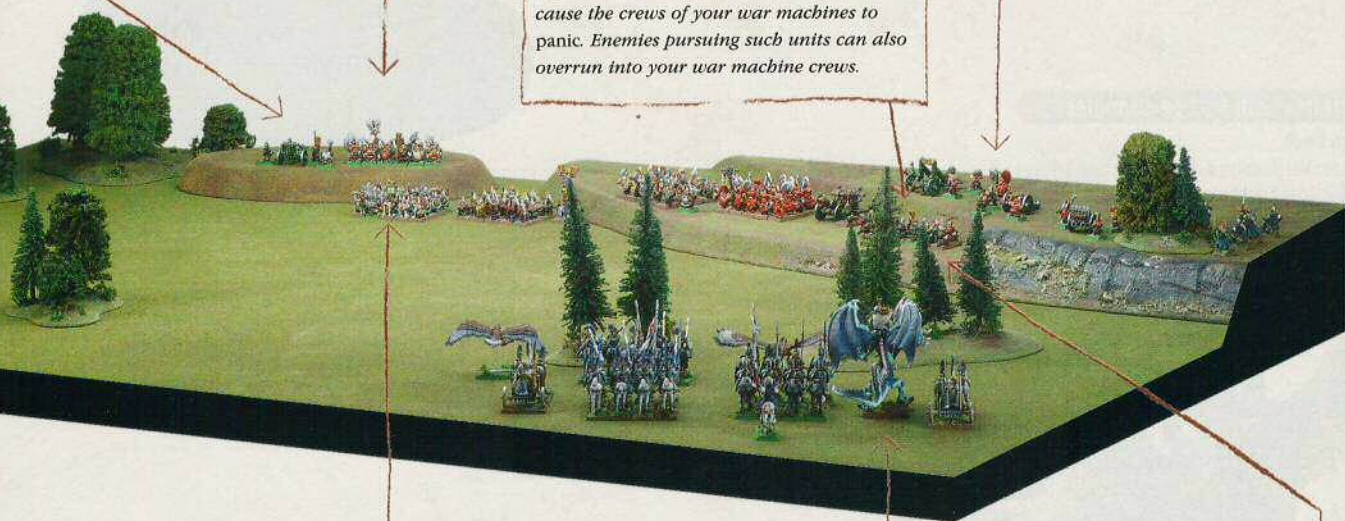 cause the crews of your war machines to
panic. Enemies pursuing such units can also
overrun into your war machine crews.